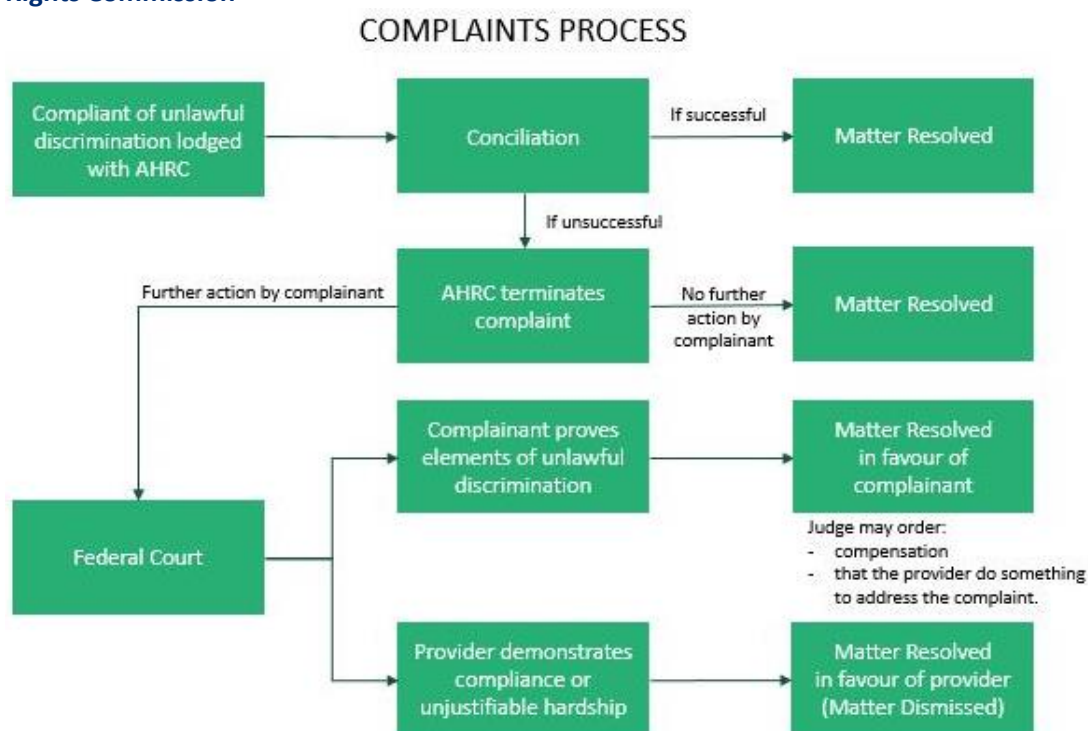 Rights Commission
COMPLAINTS PROCESS
Compliant of unlawful
discrimination lodged
with AHRC
Conciliation
If successful
Matter Resolved
If unsuccessful
Further action by complainant
AHRC terminates
complaint
No further
action by
complainant
Matter Resolved
Complainant proves
elements of unlawful
discrimination
Matter Resolved
in favour of
complainant
Judge may order:
- compensation
- that the provider do something
to address the complaint.
Federal Court
Provider demonstrates
compliance or
unjustifiable hardship
Matter Resolved
in favour of provider
(Matter Dismissed)